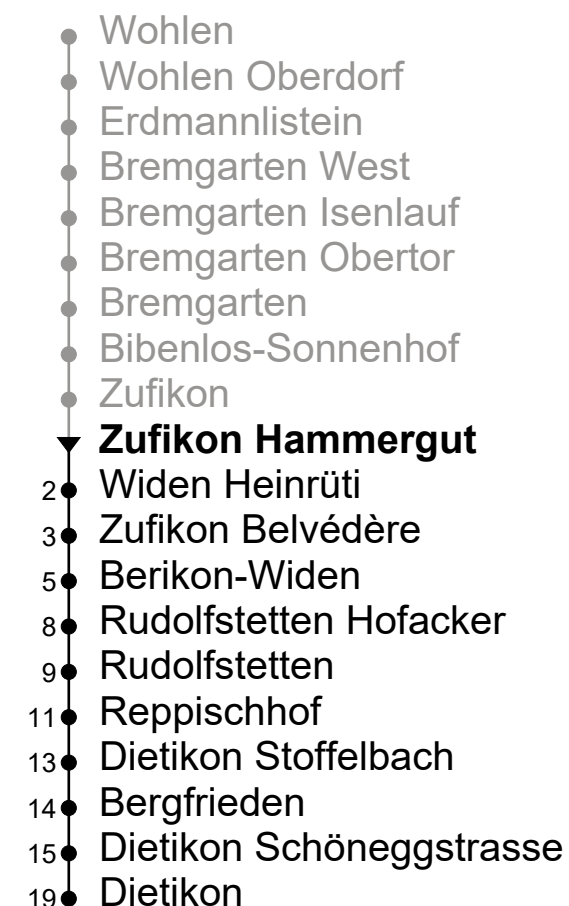 Wohlen
Wohlen Oberdorf
Erdmannlistein
Bremgarten West
Bremgarten Isenlauf
Bremgarten Obertor
Bremgarten
Bibenlos-Sonnenhof
Zufikon
Zufikon Hammergut
2 Widen Heinrüti
3 Zufikon Belvédère
5 Berikon-Widen
8 Rudolfstetten Hofacker
9 Rudolfstetten
11 Reppischhof
13 Dietikon Stoffelbach
14 Bergfrieden
15 Dietikon Schöneggstrasse
19 Dietikon